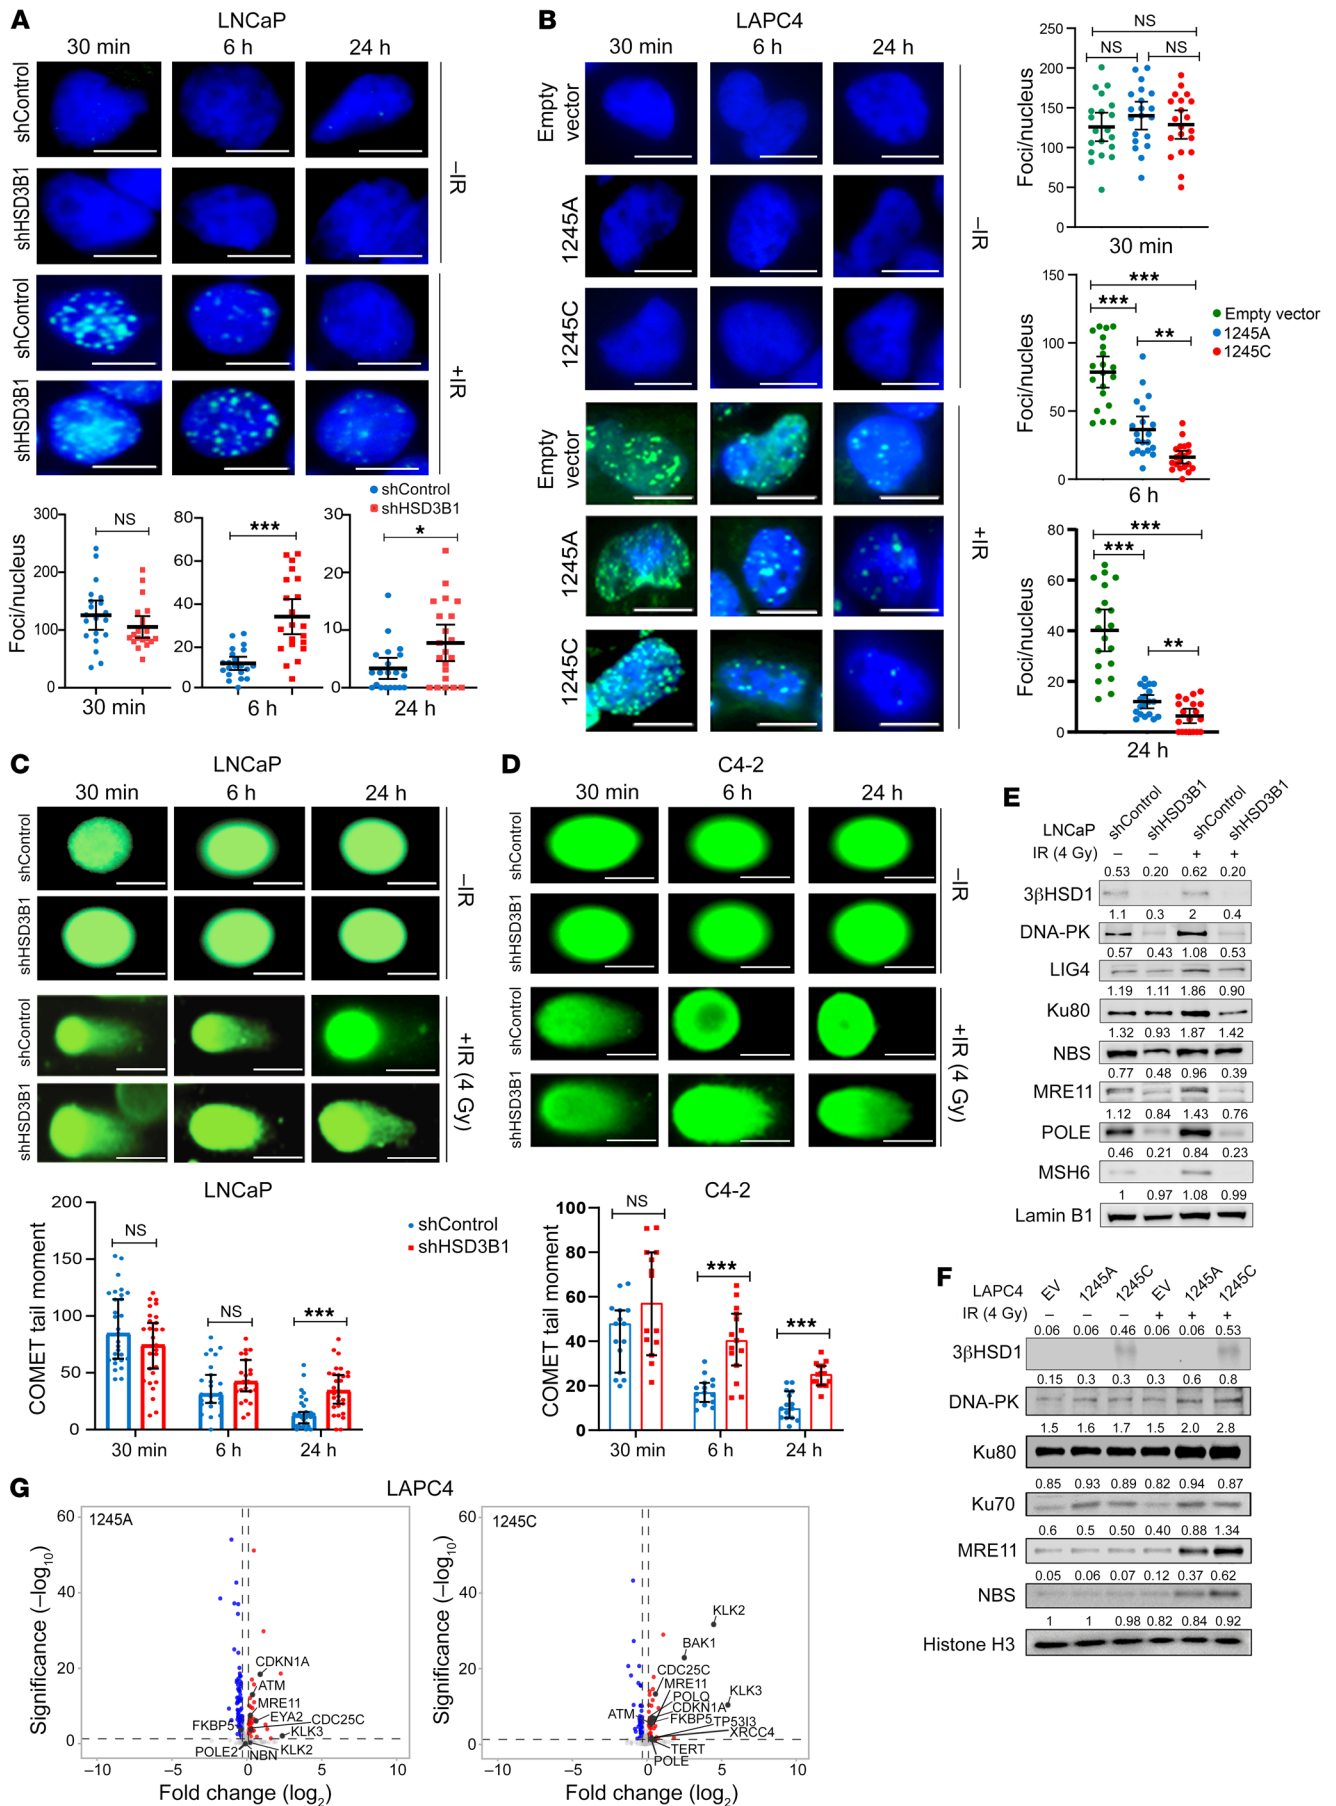 A
LNCaP
30 min
6 h
24 h
shControl
shHSD3B1
–IR
shControl
shHSD3B1
+IR
shControl
shHSD3B1
Foci/nucleus
300
200
100
0
NS
30 min
80
60
40
20
0
***
6 h
30
20
10
0
*
24 h
B
LAPC4
30 min
6 h
24 h
Empty vector
1245A
1245C
–IR
Empty vector
1245A
1245C
+IR
Foci/nucleus
250
200
150
100
50
0
NS
NS
NS
30 min
Foci/nucleus
150
100
50
0
***
***
**
6 h
Empty vector
1245A
1245C
Foci/nucleus
80
60
40
20
0
***
***
**
24 h
C
LNCaP
30 min
6 h
24 h
shControl
shHSD3B1
–IR
shControl
shHSD3B1
+IR (4 Gy)
LNCaP
COMET tail moment
200
150
100
50
0
NS
NS
***
30 min
6 h
24 h
shControl
shHSD3B1
D
C4-2
30 min
6 h
24 h
shControl
shHSD3B1
–IR
shControl
shHSD3B1
+IR (4 Gy)
C4-2
COMET tail moment
100
80
60
40
20
0
NS
***
***
30 min
6 h
24 h
E
LNCaP shControl shHSD3B1 shControl shHSD3B1
IR (4 Gy) – – + +
0.53 0.20 0.62 0.20
3βHSD1
1.1 0.3 2 0.4
DNA-PK
0.57 0.43 1.08 0.53
LIG4
1.19 1.11 1.86 0.90
Ku80
1.32 0.93 1.87 1.42
NBS
0.77 0.48 0.96 0.39
MRE11
1.12 0.84 1.43 0.76
POLE
0.46 0.21 0.84 0.23
MSH6
1 0.97 1.08 0.99
Lamin B1
F
LAPC4 EV 1245A 1245C EV 1245A 1245C
IR (4 Gy) – – – + + +
0.06 0.06 0.46 0.06 0.06 0.53
3βHSD1
0.15 0.3 0.3 0.3 0.6 0.8
DNA-PK
1.5 1.6 1.7 1.5 2.0 2.8
Ku80
0.85 0.93 0.89 0.82 0.94 0.87
Ku70
0.6 0.5 0.50 0.40 0.88 1.34
MRE11
0.05 0.06 0.07 0.12 0.37 0.62
NBS
1 1 0.98 0.82 0.84 0.92
Histone H3
G
LAPC4
1245A
Significance (–log10)
60
40
20
0
CDKN1A
ATM
MRE11
EYA2
CDC25C
FKBP5
KLK3
POLE2
NBN
KLK2
–10
–5
0
5
10
Fold change (log2)
1245C
Significance (–log10)
60
40
20
0
KLK2
BAK1
CDC25C
MRE11
KLK3
POLQ
CDKN1A
ATM
FKBP5
TP53I3
XRCC4
TERT
POLE
–10
–5
0
5
10
Fold change (log2)